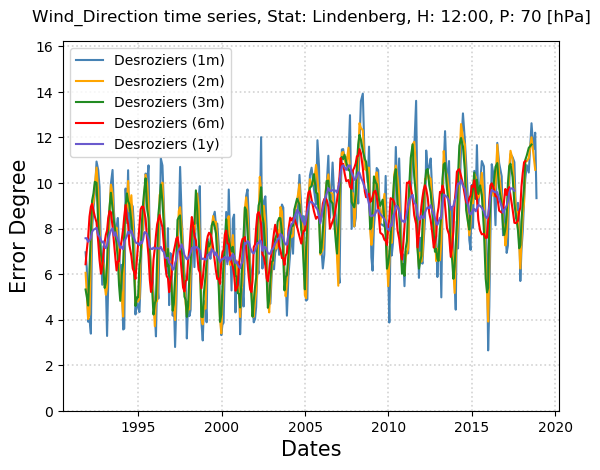 Wind_Direction time series, Stat: Lindenberg, H: 12:00, P: 70 [hPa]
Desroziers (1m)
Desroziers (2m)
Desroziers (3m)
Desroziers (6m)
Desroziers (1y)
Error Degree
16
14
12
10
8
6
4
2
0
1995 2000 2005 2010 2015 2020
Dates